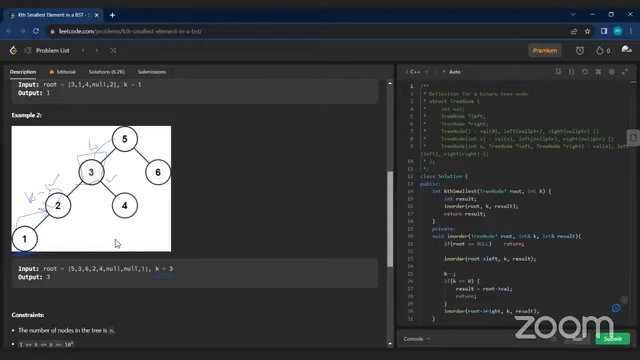 Kth Smallest Element in a BST - L
leetcode.com/problems/kth-smallest-element-in-a-bst/
Problem List
Premium
0
Description
Editorial
Solutions (6.2K)
Submissions
C++
Auto
Input: root = [3,1,4,null,2], k = 1
Output: 1
Example 2:
5
3
6
2
4
1
Input: root = [5,3,6,2,4,null,null,1], k = 3
Output: 3
Constraints:
The number of nodes in the tree is n.
1 <= k <= n <= 10^4
/**
* Definition for a binary tree node.
* struct TreeNode {
* int val;
* TreeNode *left;
* TreeNode *right;
* TreeNode() : val(0), left(nullptr), right(nullptr) {}
* TreeNode(int x) : val(x), left(nullptr), right(nullptr) {}
* TreeNode(int x, TreeNode *left, TreeNode *right) : val(x),
left(left), right(right) {}
* };
*/
class Solution {
public:
int kthSmallest(TreeNode* root, int k) {
int result;
inorder(root, k, result);
return result;
}
private:
void inorder(TreeNode* root, int& k, int& result){
if(root == NULL) return;
inorder(root->left, k, result);
k--;
if(k == 0) {
result = root->val;
return;
}
inorder(root->right, k, result);
Console
Run
Submit
zoom